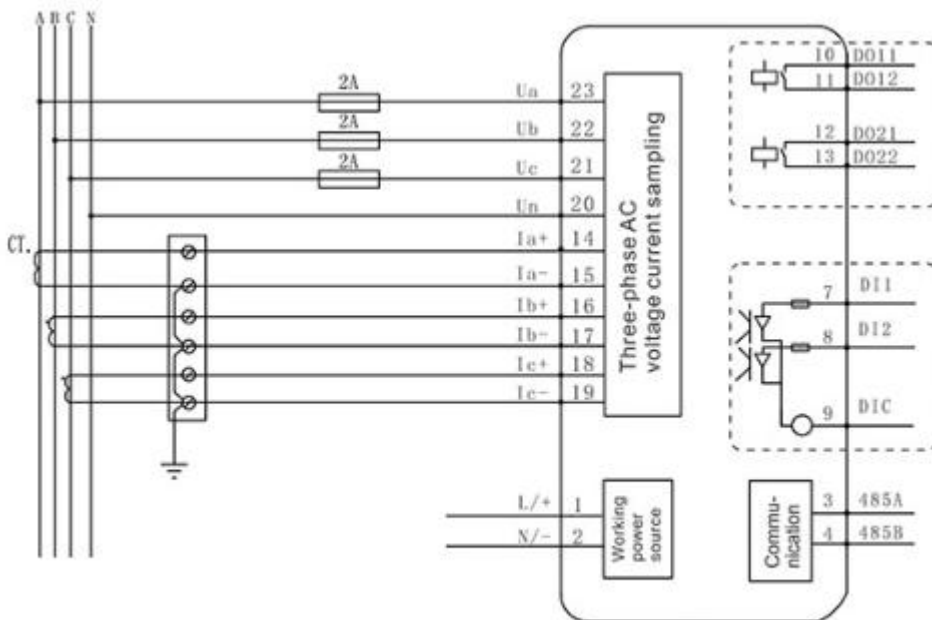 A B C N
2A
Ua 23
2A
Ub 22
2A
Uc 21
Un 20
CT.
Ia+ 14
Ia- 15
Ib+ 16
Ib- 17
Ic+ 18
Ic- 19
Three-phase AC
voltage current sampling
L/+ 1
N/- 2
Working
power
source
10 DO11
11 DO12
12 DO21
13 DO22
7 DI1
8 DI2
9 DIC
Commu-
nication
3 485A
4 485B